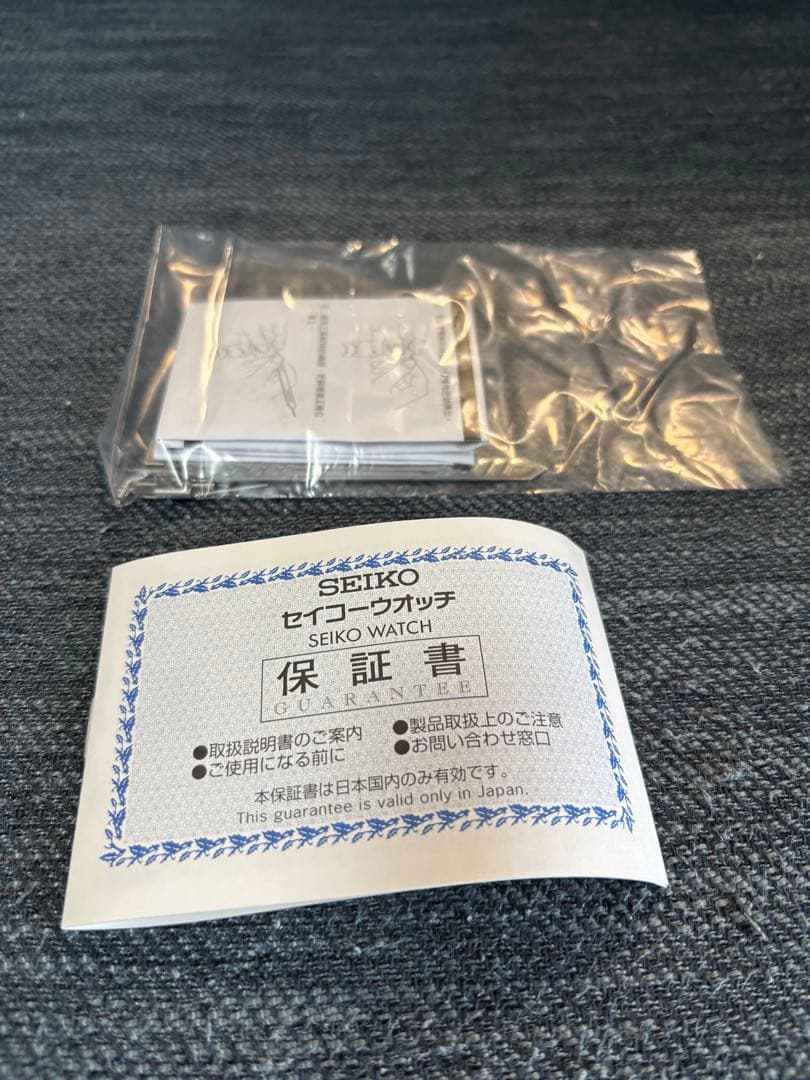 SEIKO
セイコーウオッチ
SEIKO WATCH
保証書
GUARANTEE
●取扱説明書のご案内 ●製品取扱上のご注意
●ご使用になる前に ●お問い合わせ窓口
本保証書は日本国内のみ有効です。
This guarantee is valid only in Japan.